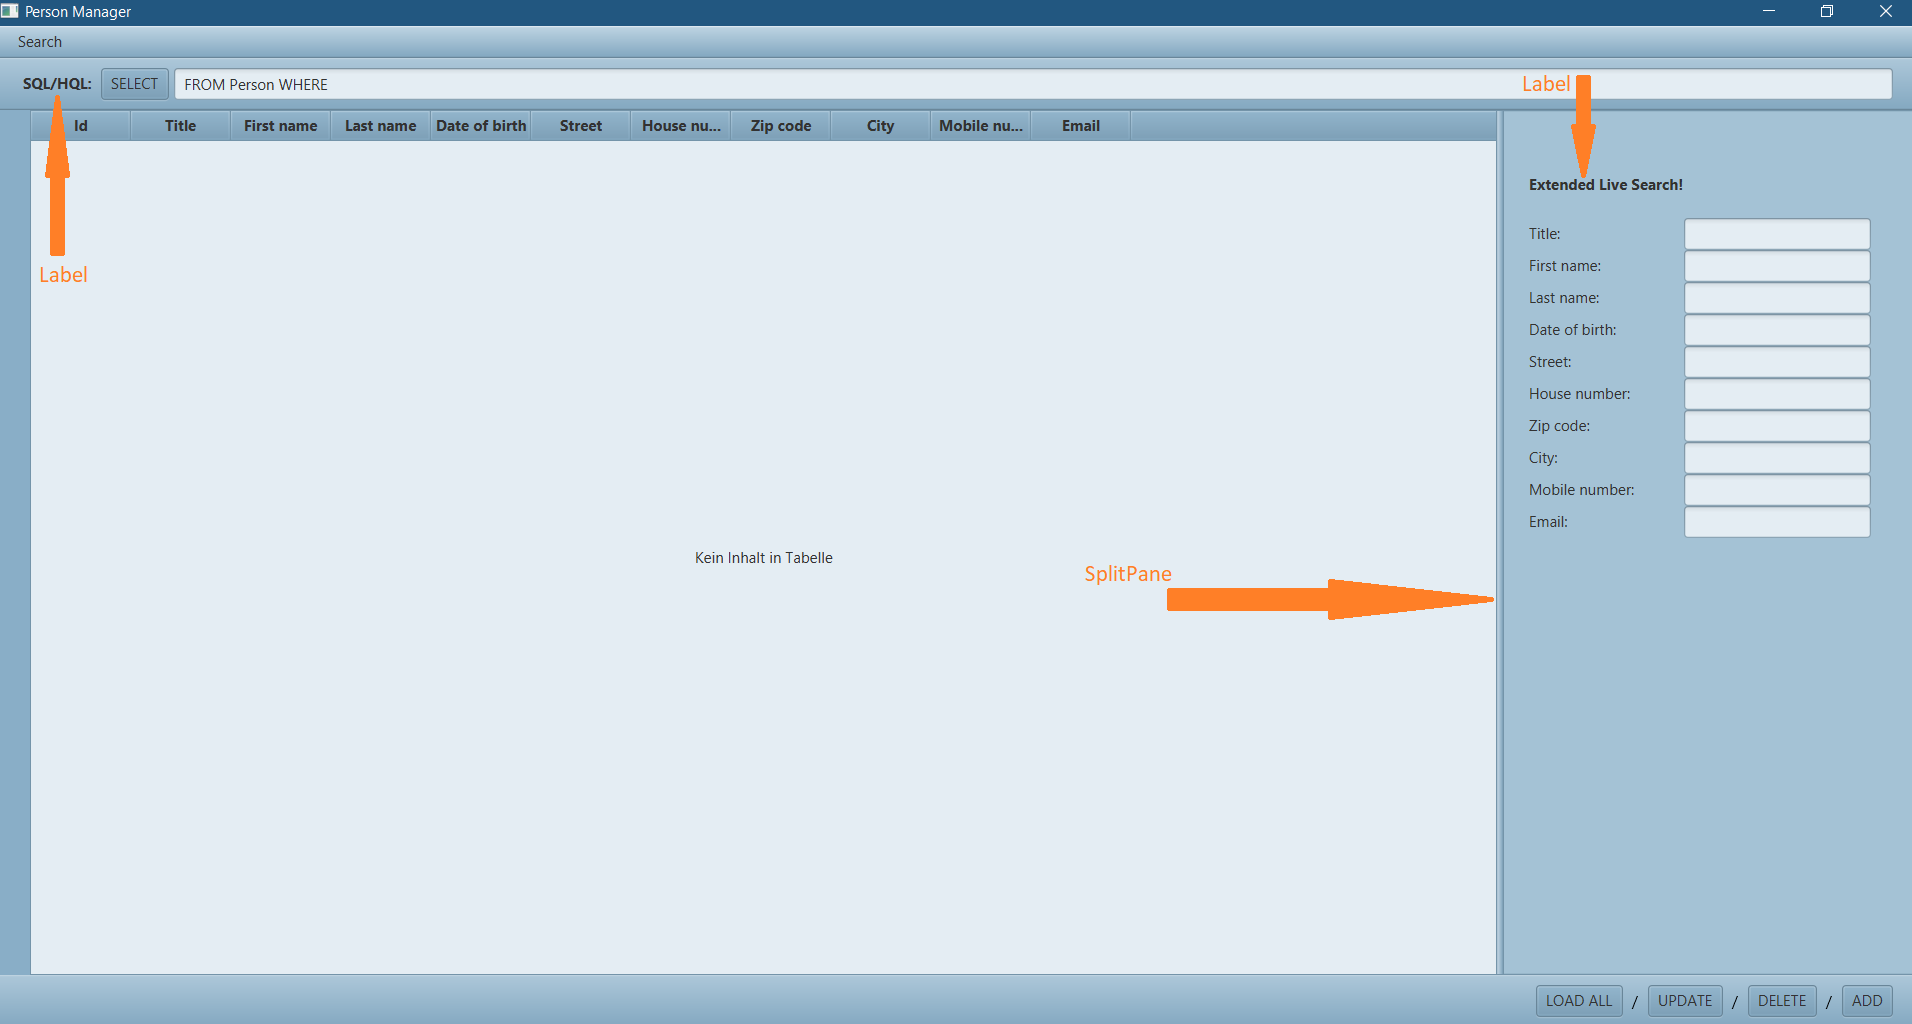 Person Manager
Search
SQL/HQL: SELECT FROM Person WHERE
Label
Id Title First name Last name Date of birth Street House nu... Zip code City Mobile nu... Email
Extended Live Search!
Label
Title:
First name:
Last name:
Date of birth:
Street:
House number:
Zip code:
City:
Mobile number:
Email:
Kein Inhalt in Tabelle
SplitPane
LOAD ALL / UPDATE / DELETE / ADD